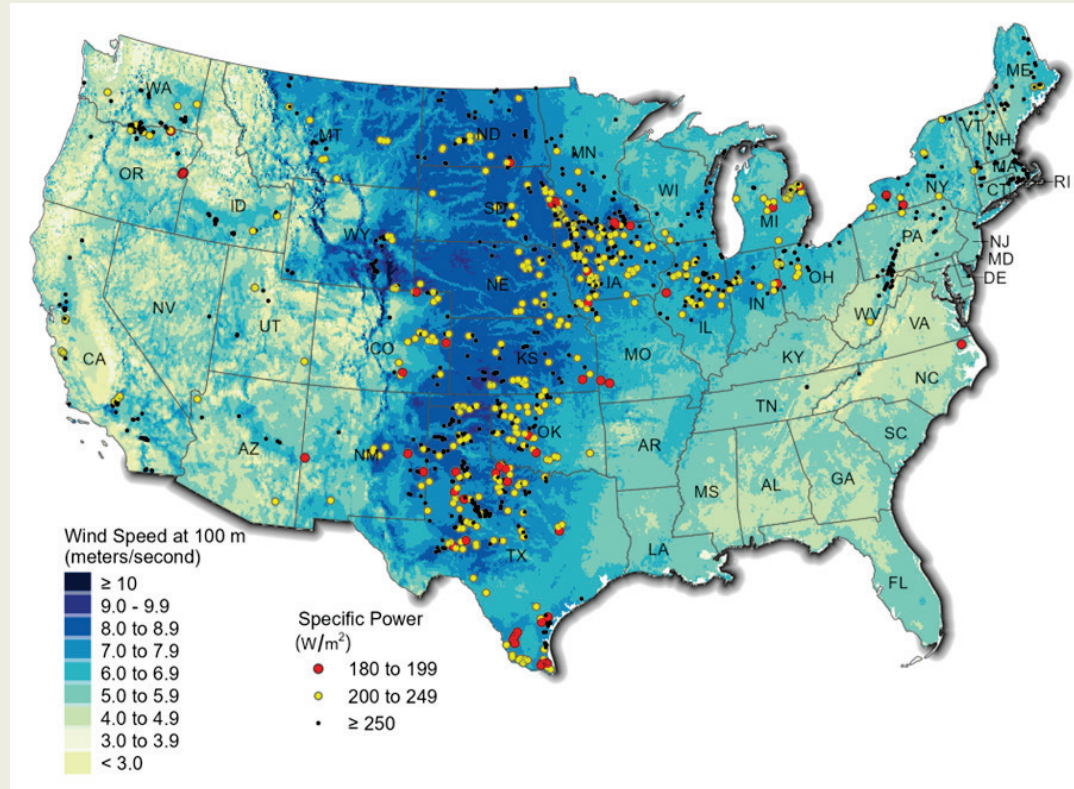 WA
MT
ND
MN
ME
VT
NH
MA
CT
RI
OR
ID
WY
SD
WI
MI
NY
PA
NJ
MD
DE
NV
UT
CO
NE
IA
IL
IN
OH
WV
VA
CA
KS
MO
KY
NC
AZ
NM
OK
AR
TN
SC
MS
AL
GA
TX
LA
FL
Wind Speed at 100 m
(meters/second)
≥ 10
9.0 - 9.9
8.0 to 8.9
7.0 to 7.9
6.0 to 6.9
5.0 to 5.9
4.0 to 4.9
3.0 to 3.9
< 3.0
Specific Power
(W/m²)
180 to 199
200 to 249
≥ 250